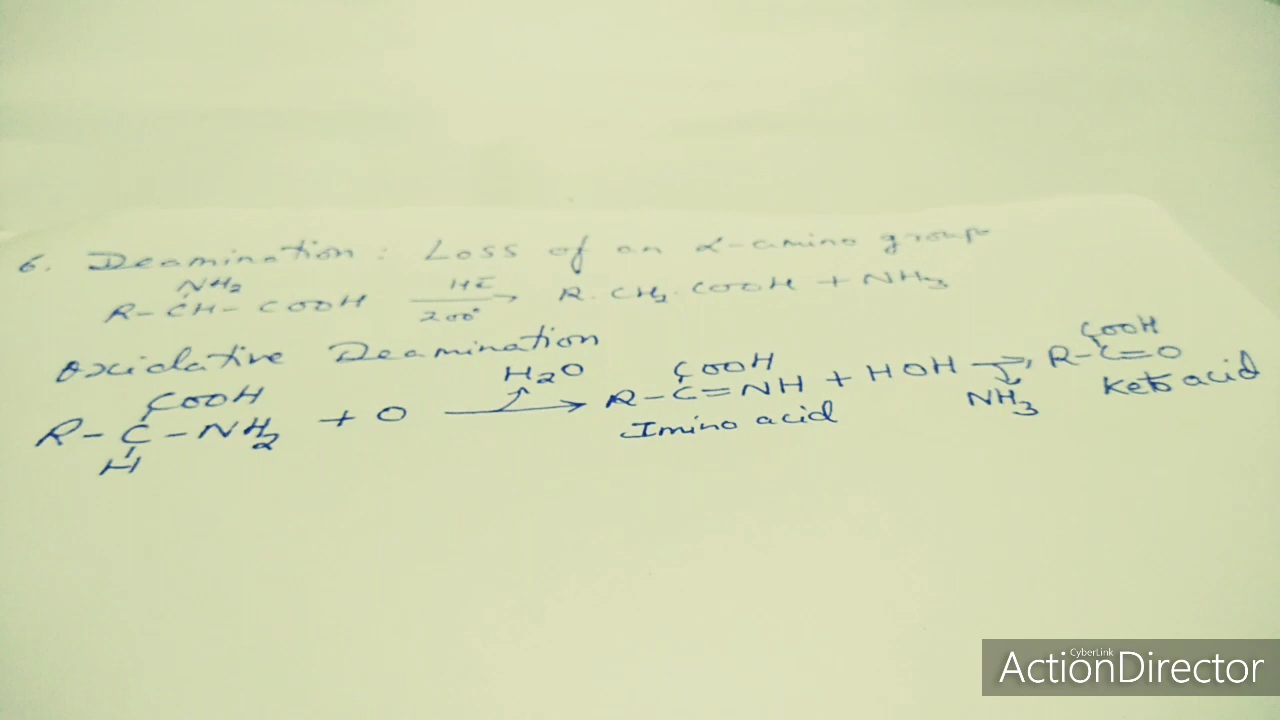 6. Deamination : Loss of an α-amino group
NH2
R - CH - COOH HI R. CH2. COOH + NH3
200°
Oxidative Deamination
COOH H2O COOH COOH
R - C - NH2 + O → R - C = NH + HOH → R - C = O
H Imino acid NH3 Keto acid
CyberLink
ActionDirector